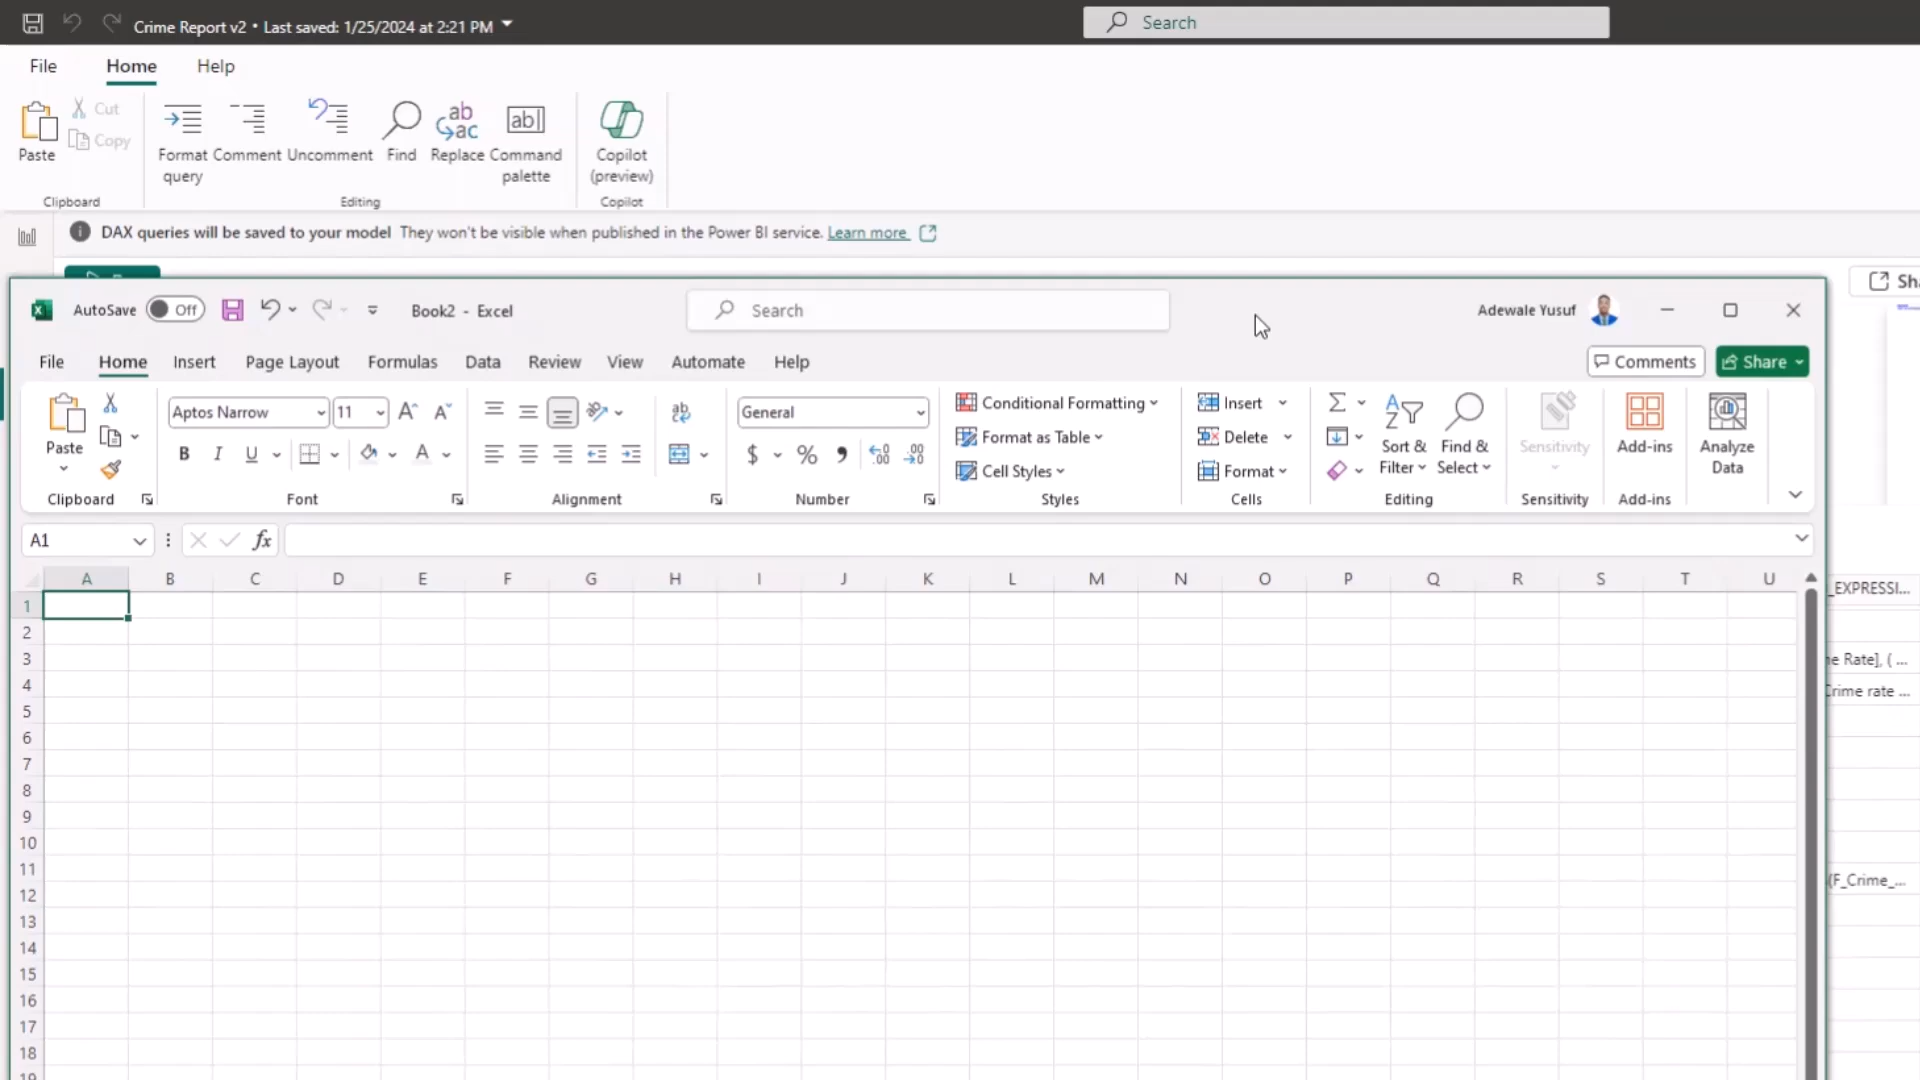 Crime Report v2 • Last saved: 1/25/2024 at 2:21 PM
Search
File Home Help
Paste
Cut
Copy
Format query
Comment
Uncomment
Find
Replace
Command palette
Copilot (preview)
Clipboard
Editing
Copilot
DAX queries will be saved to your model They won't be visible when published in the Power BI service. Learn more
Sha
AutoSave Off
Book2 - Excel
Search
Adewale Yusuf
File Home Insert Page Layout Formulas Data Review View Automate Help
Comments
Share
Paste
Aptos Narrow 11
General
Conditional Formatting
Format as Table
Cell Styles
Insert
Delete
Format
Sort & Filter
Find & Select
Sensitivity
Add-ins
Analyze Data
Clipboard Font Alignment Number Styles Cells Editing Sensitivity Add-ins
A1
fx
A B C D E F G H I J K L M N O P Q R S T U
1
2
3
4
5
6
7
8
9
10
11
12
13
14
15
16
17
18
19
_EXPRESSI...
ne Rate], ( ...
Crime rate ...
(F_Crime_...